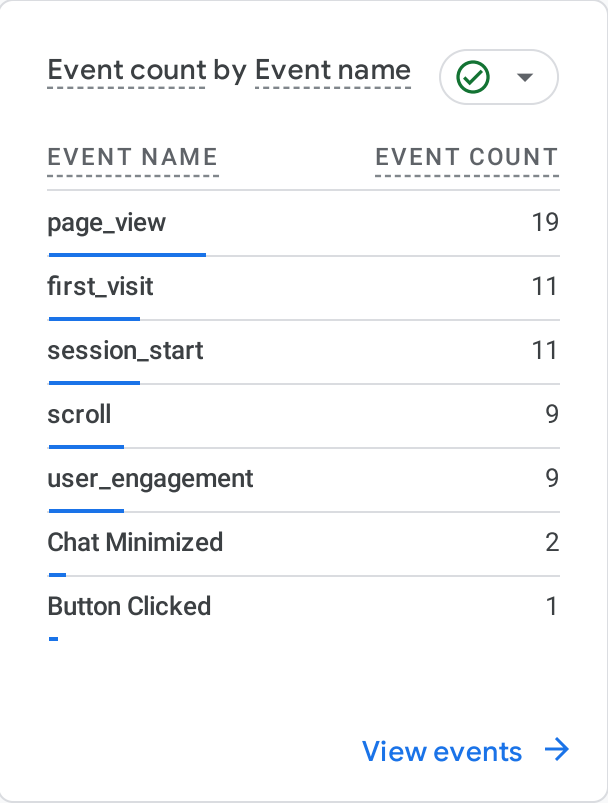 Event count by Event name
EVENT NAME EVENT COUNT
page_view 19
first_visit 11
session_start 11
scroll 9
user_engagement 9
Chat Minimized 2
Button Clicked 1
View events